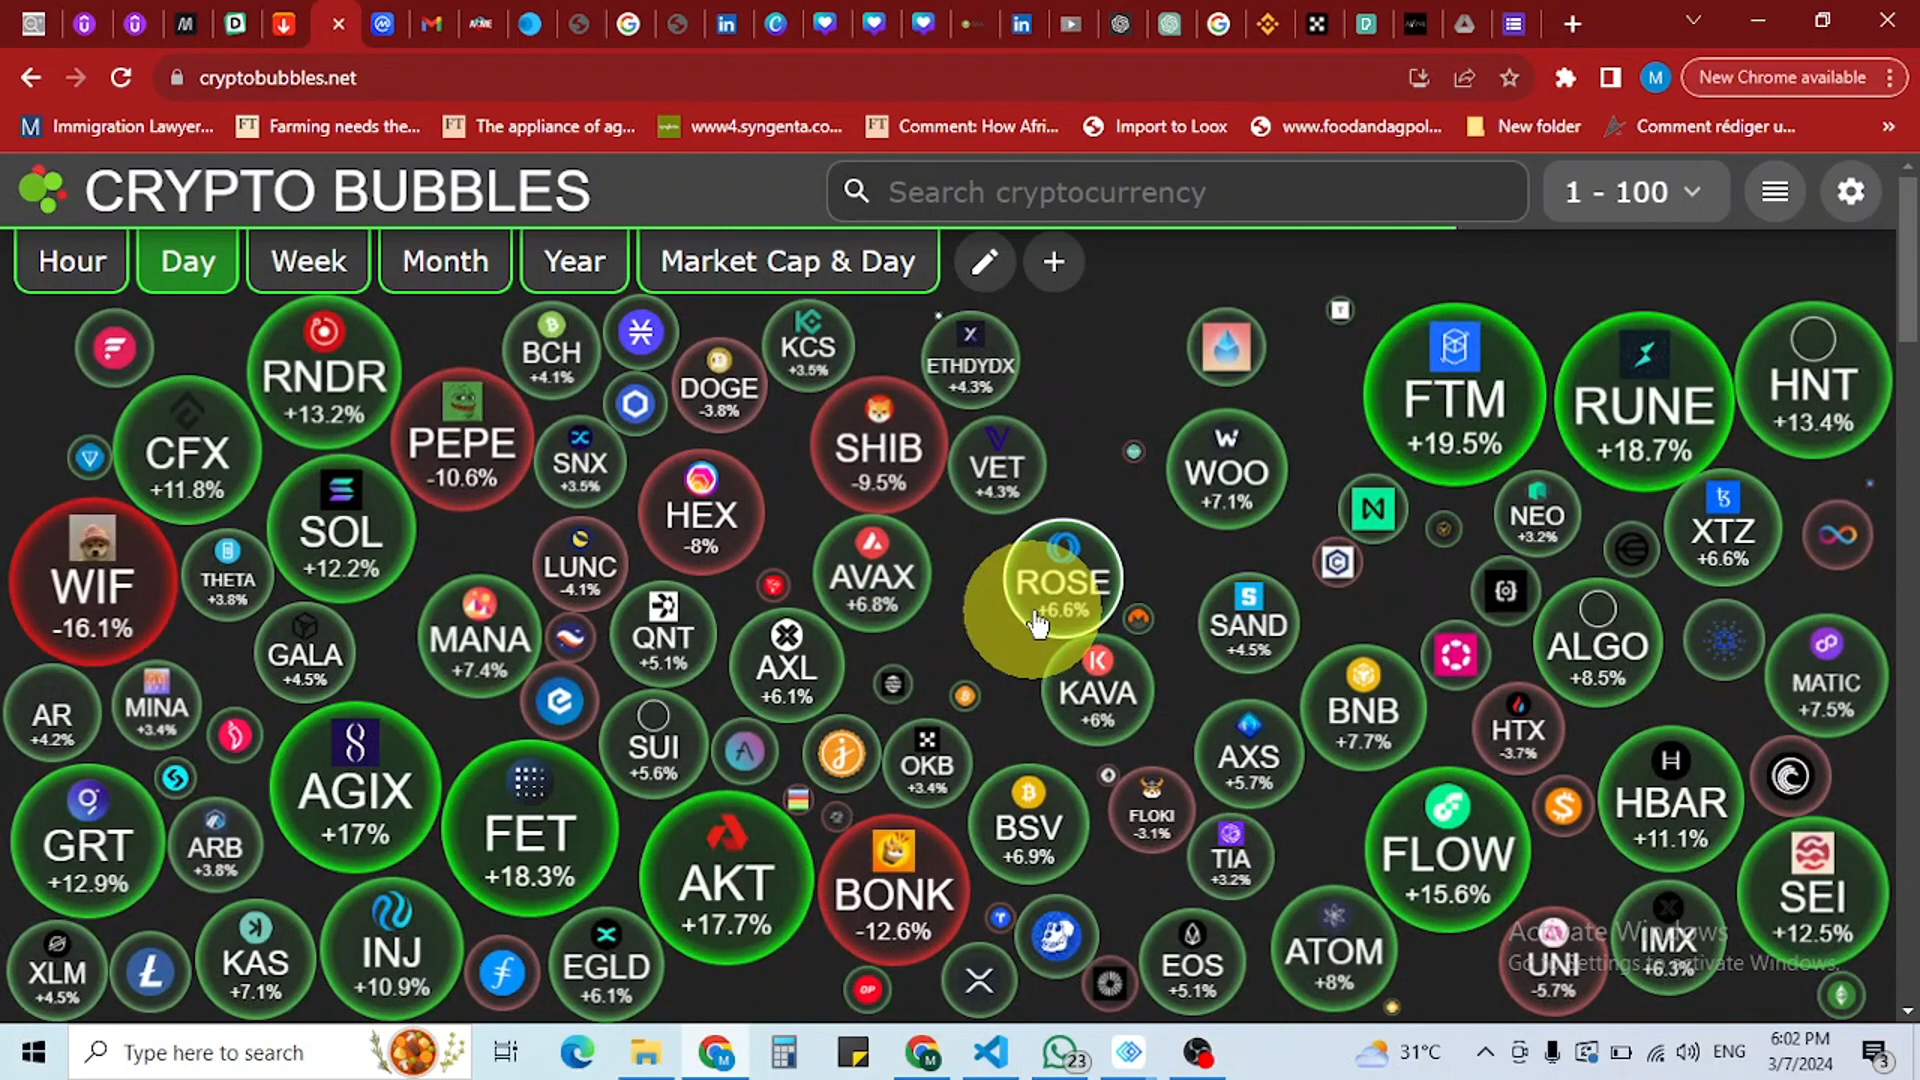 cryptobubbles.net
New Chrome available
Immigration Lawyer...
Farming needs the...
The appliance of ag...
www4.syngenta.co...
Comment: How Afri...
Import to Loox
www.foodandagpol...
New folder
Comment rédiger u...
»
CRYPTO BUBBLES
Search cryptocurrency
1 - 100
Hour
Day
Week
Month
Year
Market Cap & Day
RNDR
+13.2%
BCH
+4.1%
DOGE
-3.8%
KCS
+3.5%
ETHDYDX
+4.3%
FTM
+19.5%
RUNE
+18.7%
HNT
+13.4%
CFX
+11.8%
PEPE
-10.6%
SNX
+3.5%
SHIB
-9.5%
VET
+4.3%
WOO
+7.1%
SOL
+12.2%
HEX
-8%
NEO
+3.2%
XTZ
+6.6%
WIF
-16.1%
THETA
+3.8%
LUNC
-4.1%
AVAX
+6.8%
ROSE
+6.6%
GALA
+4.5%
MANA
+7.4%
QNT
+5.1%
AXL
+6.1%
SAND
+4.5%
ALGO
+8.5%
AR
+4.2%
MINA
+3.4%
KAVA
+6%
BNB
+7.7%
MATIC
+7.5%
SUI
+5.6%
OKB
+3.4%
AXS
+5.7%
HTX
-3.7%
AGIX
+17%
FET
+18.3%
HBAR
+11.1%
GRT
+12.9%
ARB
+3.8%
BSV
+6.9%
FLOKI
-3.1%
TIA
+3.2%
FLOW
+15.6%
AKT
+17.7%
BONK
-12.6%
SEI
+12.5%
XLM
+4.5%
KAS
+7.1%
INJ
+10.9%
EGLD
+6.1%
OP
EOS
+5.1%
ATOM
+8%
UNI
-5.7%
IMX
+6.3%
Activate Windows
Go to Settings to activate Windows.
Type here to search
23
31°C
ENG
6:02 PM
3/7/2024
3